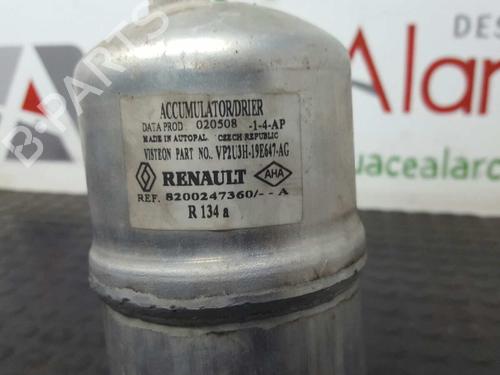 DES
Alar
uacealar
B-PARTS
ACCUMULATOR/DRIER
DATA PROD 020508 -1-4-AP
MADE IN AUTOPAL CZECH REPUBLIC
VISTEON PART NO. VP2U3H-19E647-AG
RENAULT AHA
REF. 8200247360/-- A
R 134 a